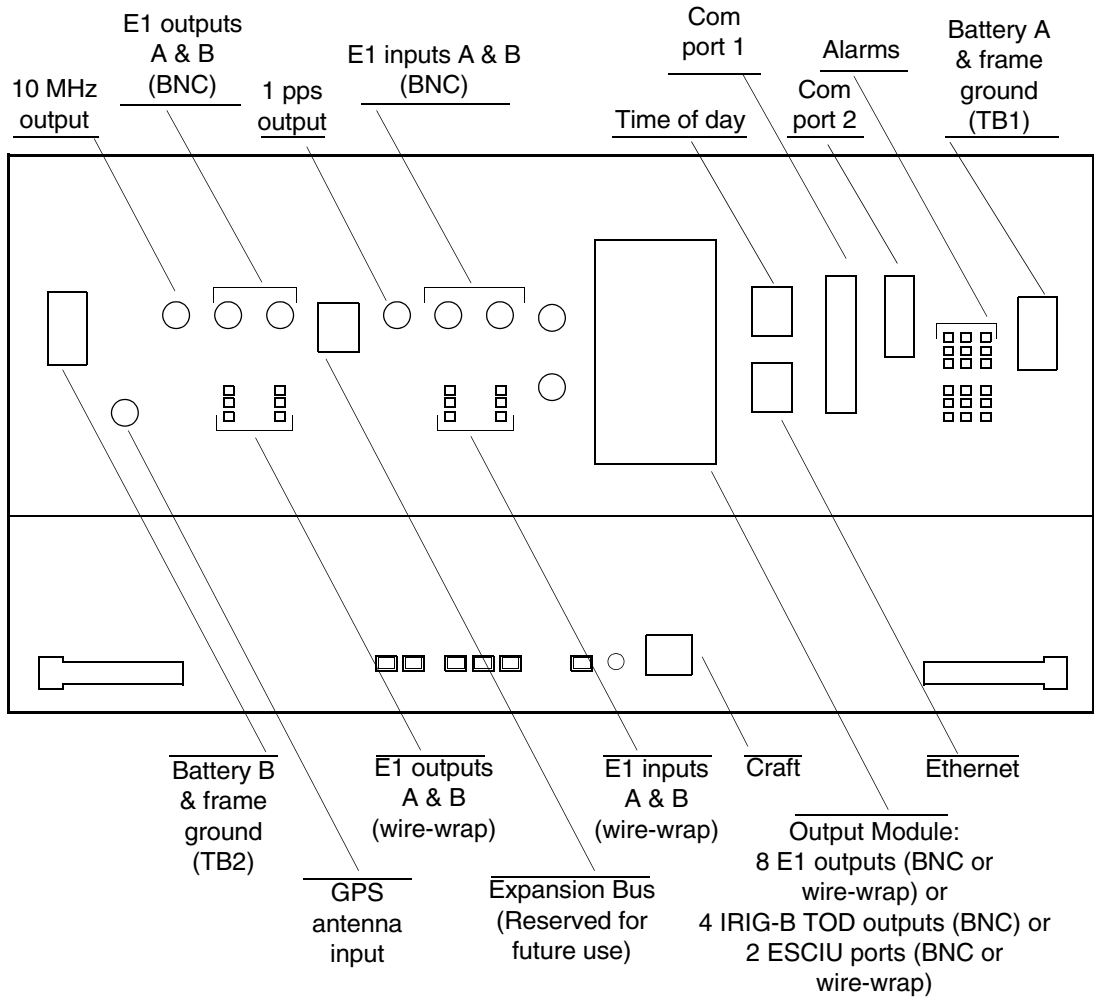 10 MHz
output
E1 outputs
A & B
(BNC)
1 pps
output
E1 inputs A & B
(BNC)
Time of day
Com
port 1
Com
port 2
Alarms
Battery A
& frame
ground
(TB1)
Battery B
& frame
ground
(TB2)
GPS
antenna
input
E1 outputs
A & B
(wire-wrap)
Expansion Bus
(Reserved for
future use)
E1 inputs
A & B
(wire-wrap)
Craft
Output Module:
8 E1 outputs (BNC or
wire-wrap) or
4 IRIG-B TOD outputs (BNC) or
2 ESCIU ports (BNC or
wire-wrap)
Ethernet